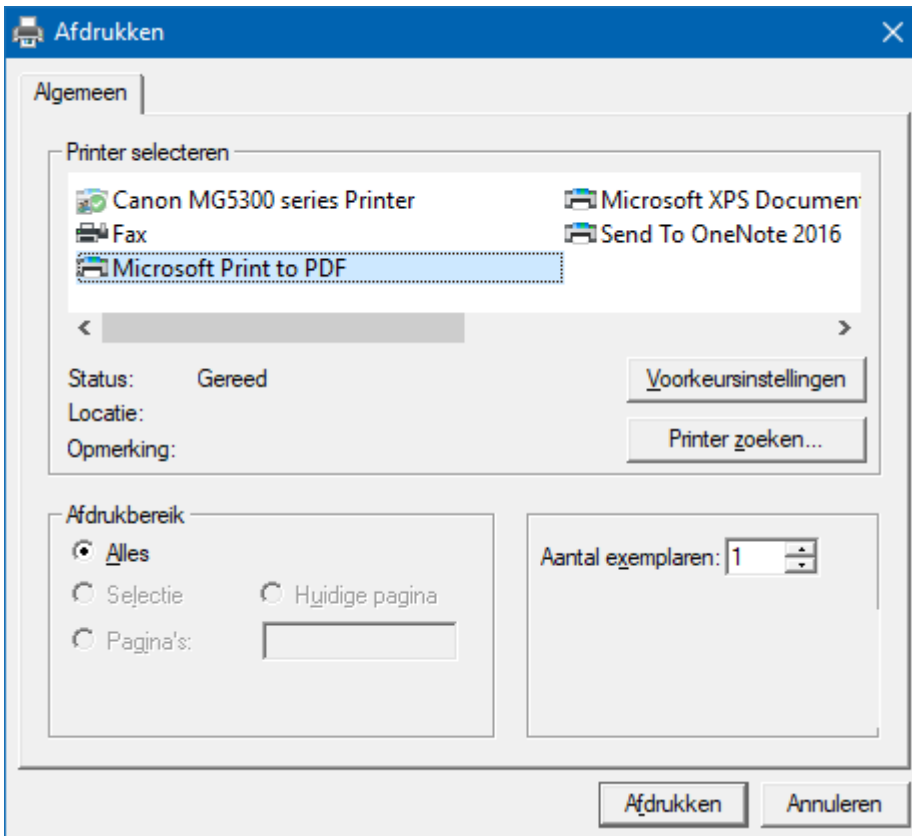 Afdrukken
Algemeen
Printer selecteren
Canon MG5300 series Printer
Fax
Microsoft Print to PDF
Microsoft XPS Documen
Send To OneNote 2016
Status: Gereed
Locatie:
Opmerking:
Voorkeursinstellingen
Printer zoeken...
Afdrukbereik
Alles
Selectie Huidige pagina
Pagina's:
Aantal exemplaren: 1
Afdrukken Annuleren